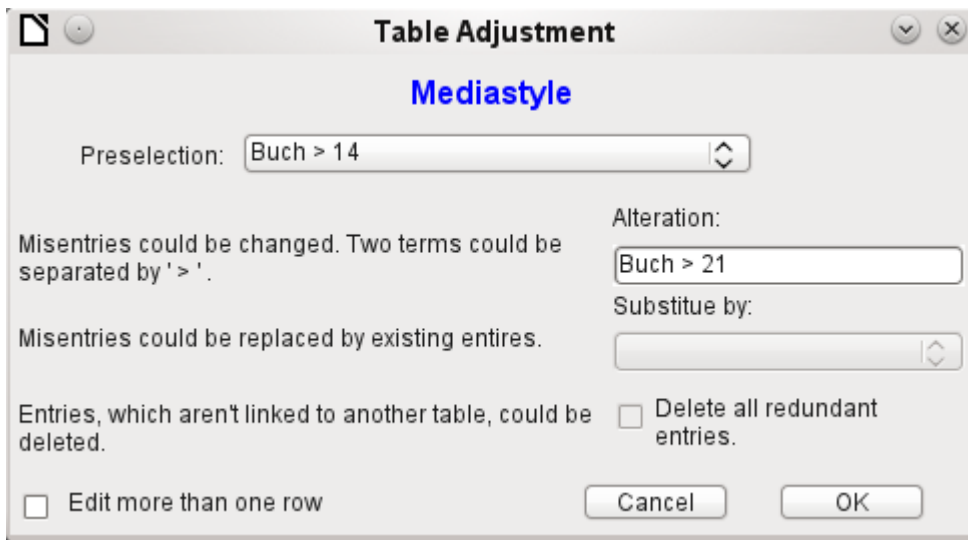 Table Adjustment
Mediastyle
Preselection: Buch > 14
Alteration:
Misentries could be changed. Two terms could be
separated by ' > ' .
Buch > 21
Substitue by:
Misentries could be replaced by existing entires.
Entries, which aren't linked to another table, could be
deleted.
Delete all redundant
entries.
Edit more than one row
Cancel
OK